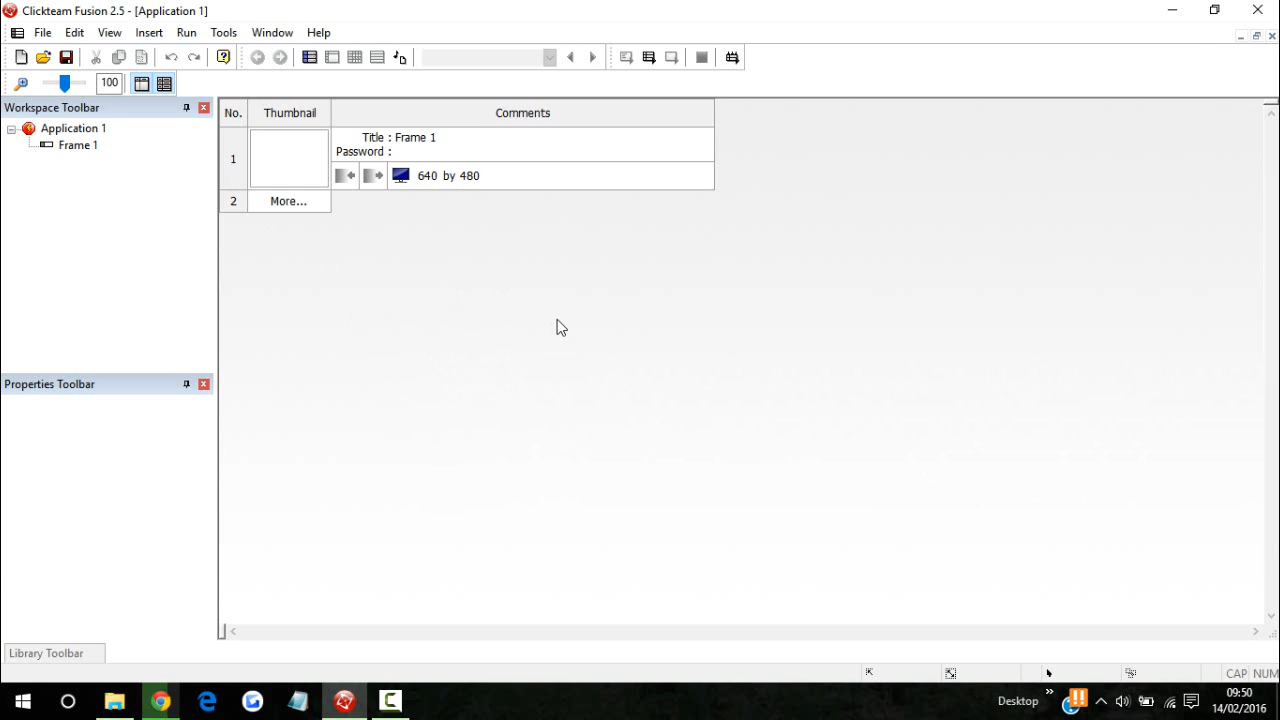 Clickteam Fusion 2.5 - [Application 1]
File Edit View Insert Run Tools Window Help
100
Workspace Toolbar
Application 1
Frame 1
No. Thumbnail Comments
1
Title : Frame 1
Password :
640 by 480
2 More...
Properties Toolbar
Library Toolbar
CAP NUM
Desktop
09:50
14/02/2016